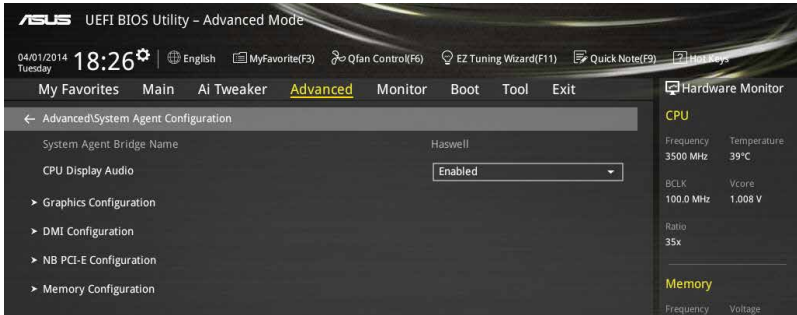 ASUS UEFI BIOS Utility – Advanced Mode
04/01/2014 Tuesday 18:26 English MyFavorite(F3) Qfan Control(F6) EZ Tuning Wizard(F11) Quick Note(F9) ? Hot Keys
My Favorites Main Ai Tweaker Advanced Monitor Boot Tool Exit
← Advanced\System Agent Configuration
System Agent Bridge Name Haswell
CPU Display Audio Enabled
> Graphics Configuration
> DMI Configuration
> NB PCI-E Configuration
> Memory Configuration
Hardware Monitor
CPU
Frequency Temperature
3500 MHz 39°C
BCLK Vcore
100.0 MHz 1.008 V
Ratio
35x
Memory
Frequency Voltage